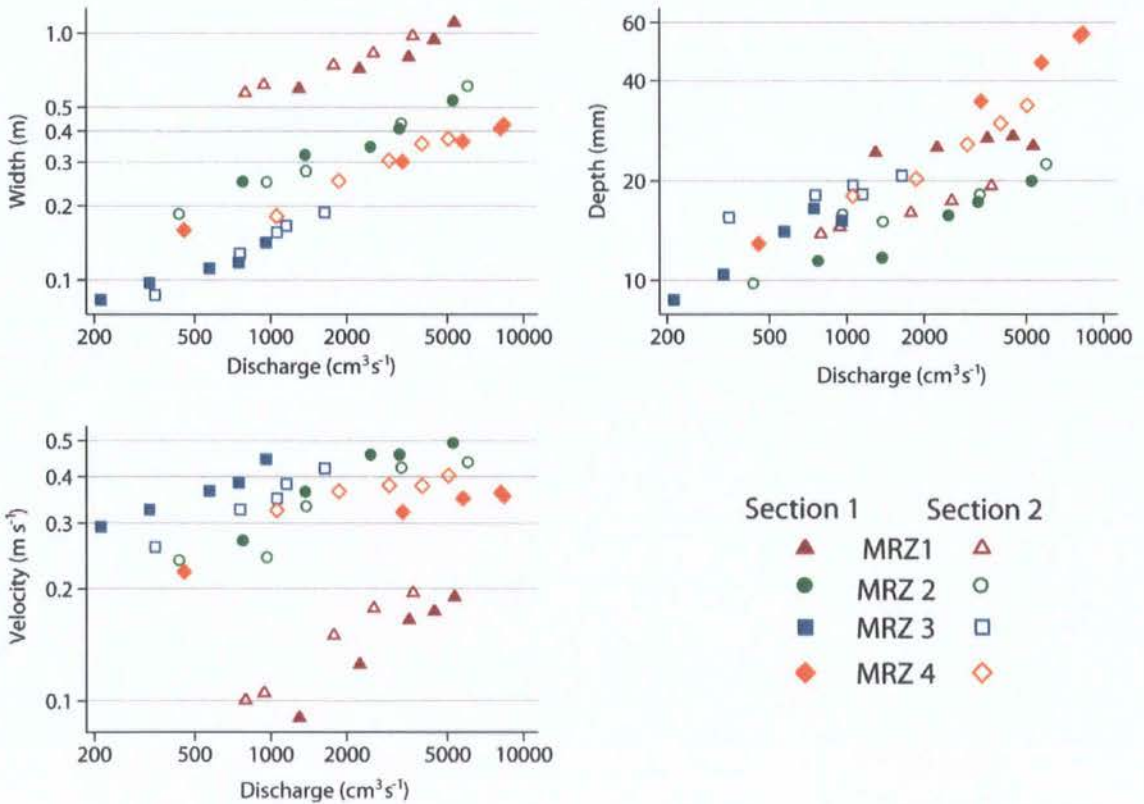 1.0
0.5
0.4
0.3
0.2
0.1
Width (m)
200 500 1000 2000 5000 10000
Discharge (cm³s⁻¹)
60
40
20
10
Depth (mm)
200 500 1000 2000 5000 10000
Discharge (cm³s⁻¹)
0.5
0.4
0.3
0.2
0.1
Velocity (m s⁻¹)
200 500 1000 2000 5000 10000
Discharge (cm³s⁻¹)
Section 1 Section 2
MRZ1
MRZ 2
MRZ 3
MRZ 4